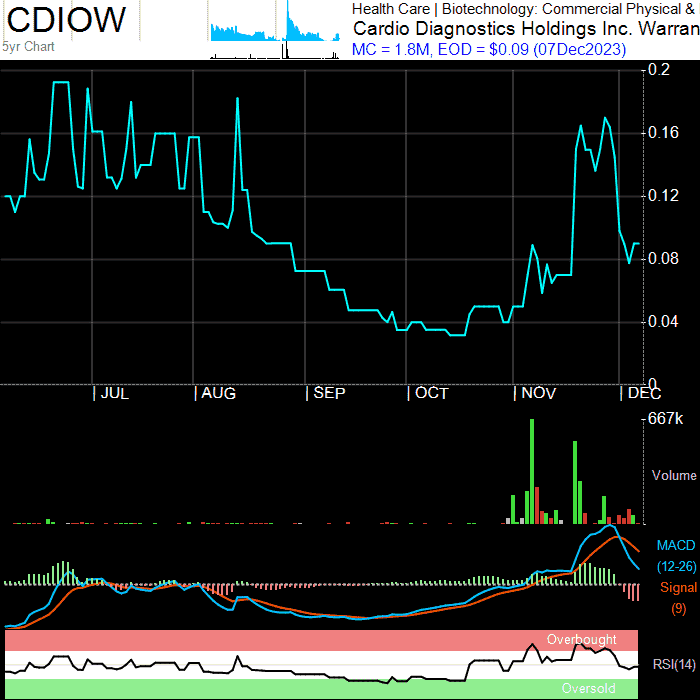 CDIOW
5yr Chart
Health Care | Biotechnology: Commercial Physical &
Cardio Diagnostics Holdings Inc. Warran
MC = 1.8M, EOD = $0.09 (07Dec2023)
0.2
0.16
0.12
0.08
0.04
0
JUL AUG SEP OCT NOV DEC
667k
Volume
MACD
(12-26)
Signal
(9)
Overbought
RSI(14)
Oversold